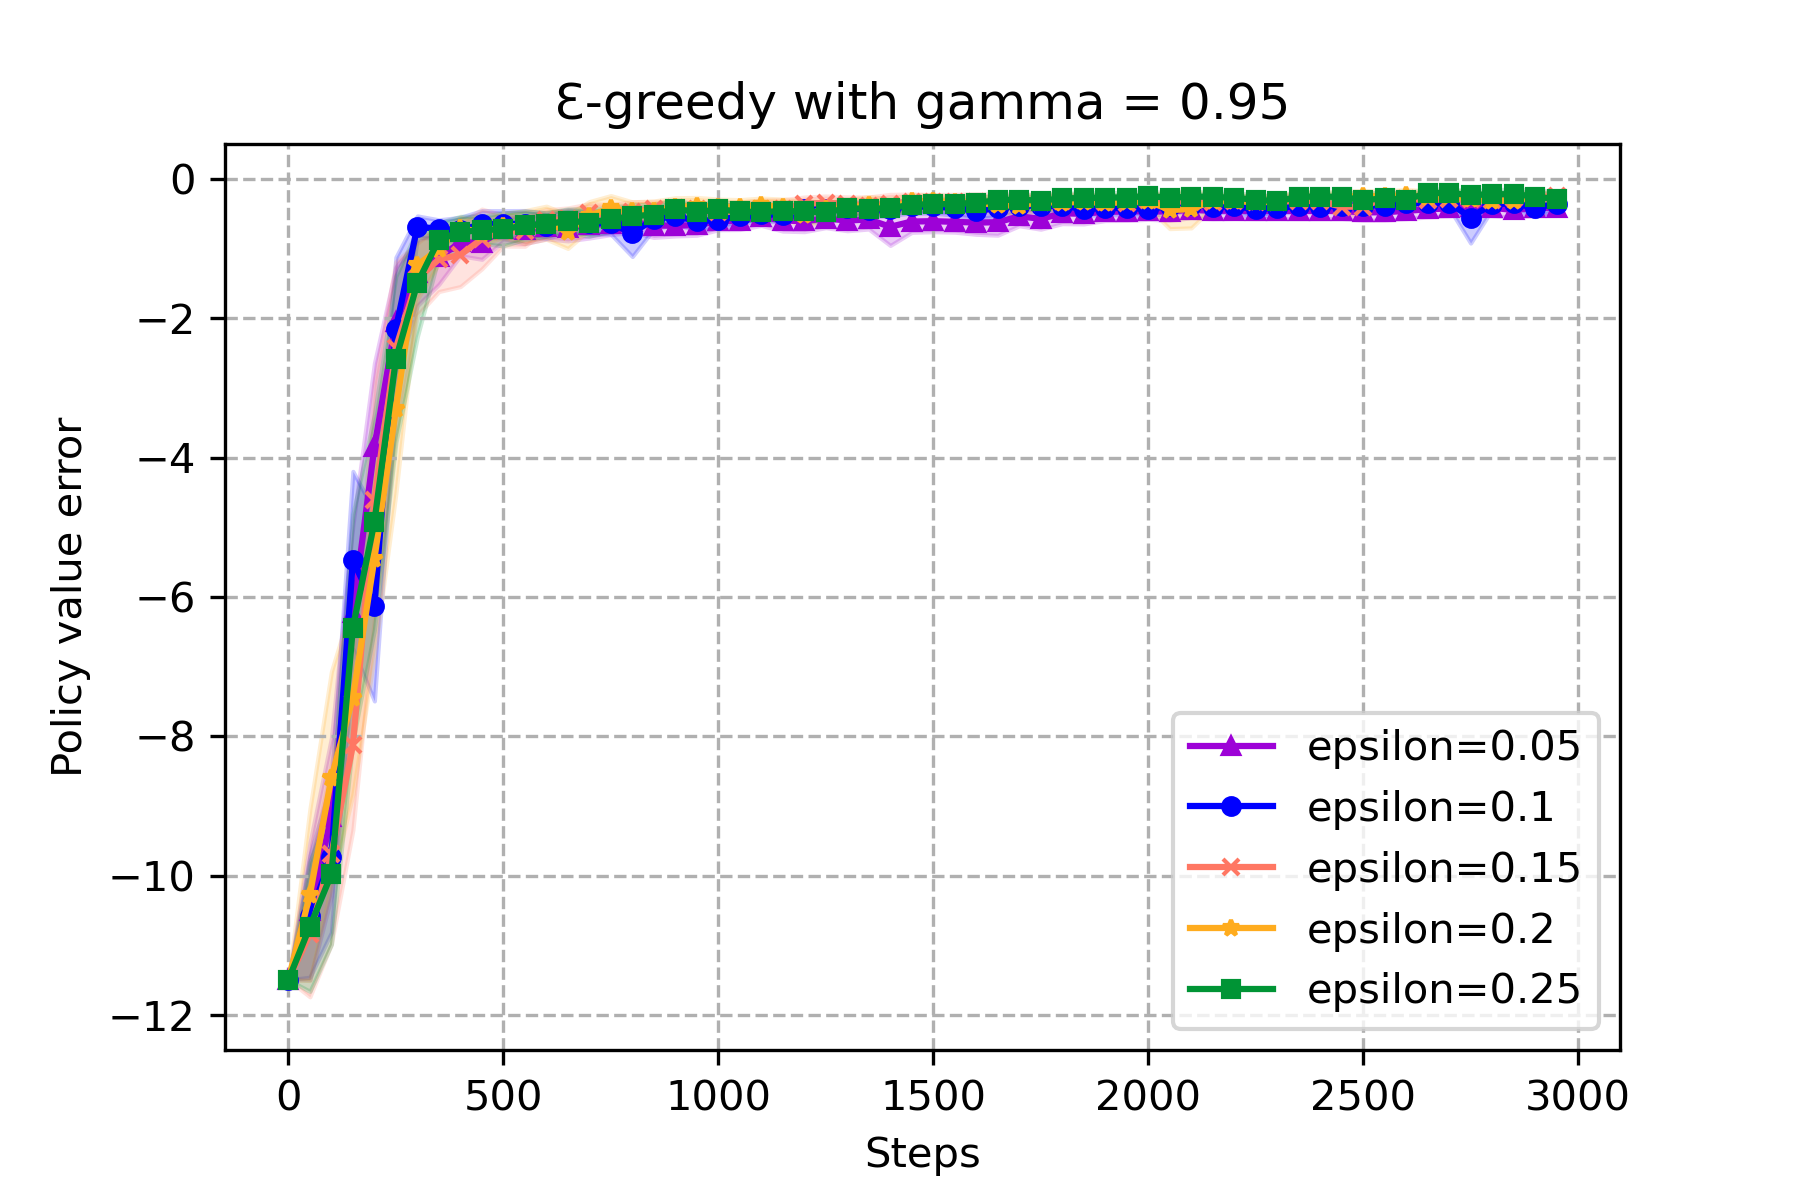 Ɛ-greedy with gamma = 0.95
Policy value error
0
−2
−4
−6
−8
−10
−12
0 500 1000 1500 2000 2500 3000
Steps
epsilon=0.05
epsilon=0.1
epsilon=0.15
epsilon=0.2
epsilon=0.25